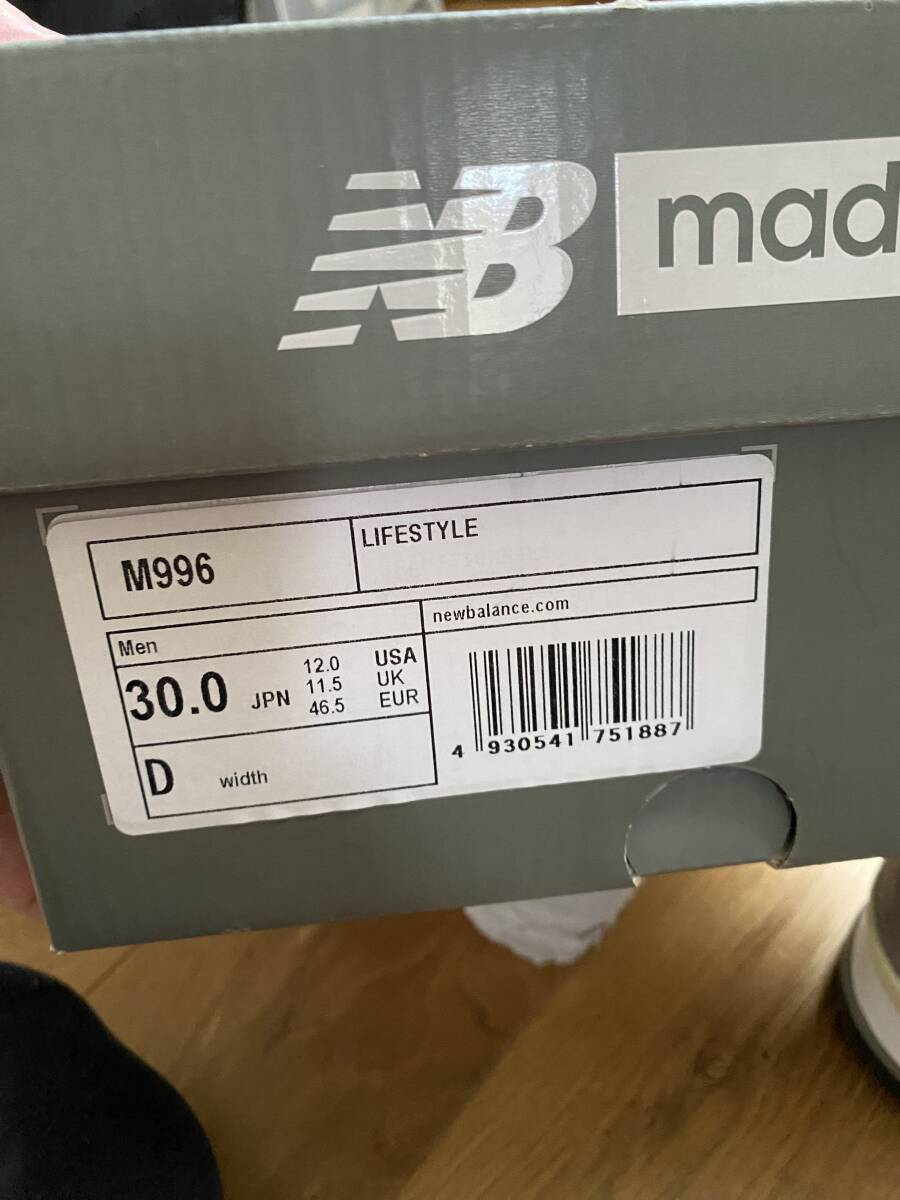 NB mad
M996
LIFESTYLE
newbalance.com
Men
30.0 JPN
12.0 USA
11.5 UK
46.5 EUR
D width
4 930541 751887